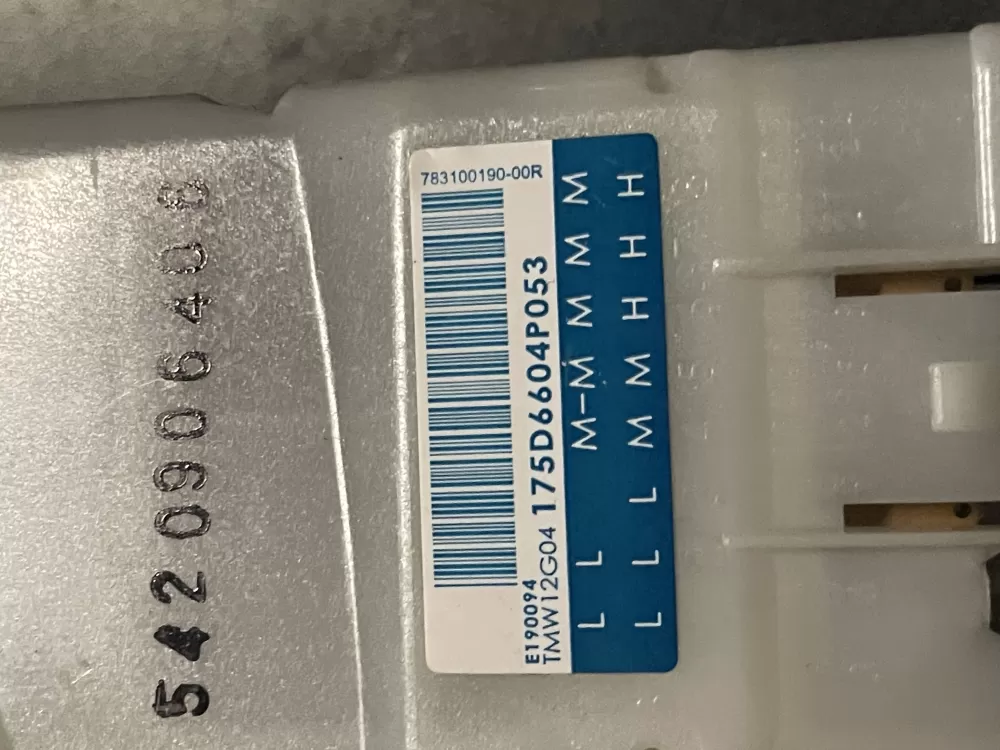 5420906408
783100190-00R
E190094
TMW12G04 175D6604P053
L L M-M M M M
L L L M M H H H